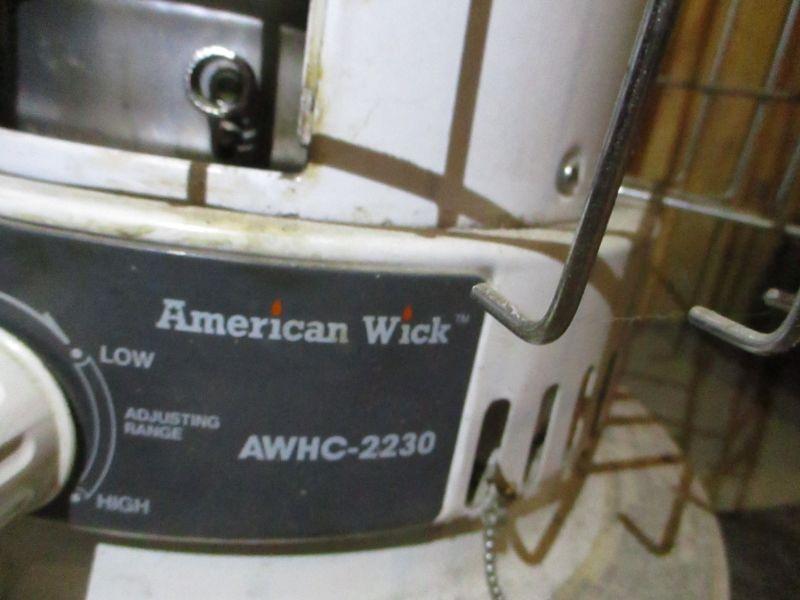 American Wick™
LOW
ADJUSTING
RANGE
AWHC-2230
HIGH